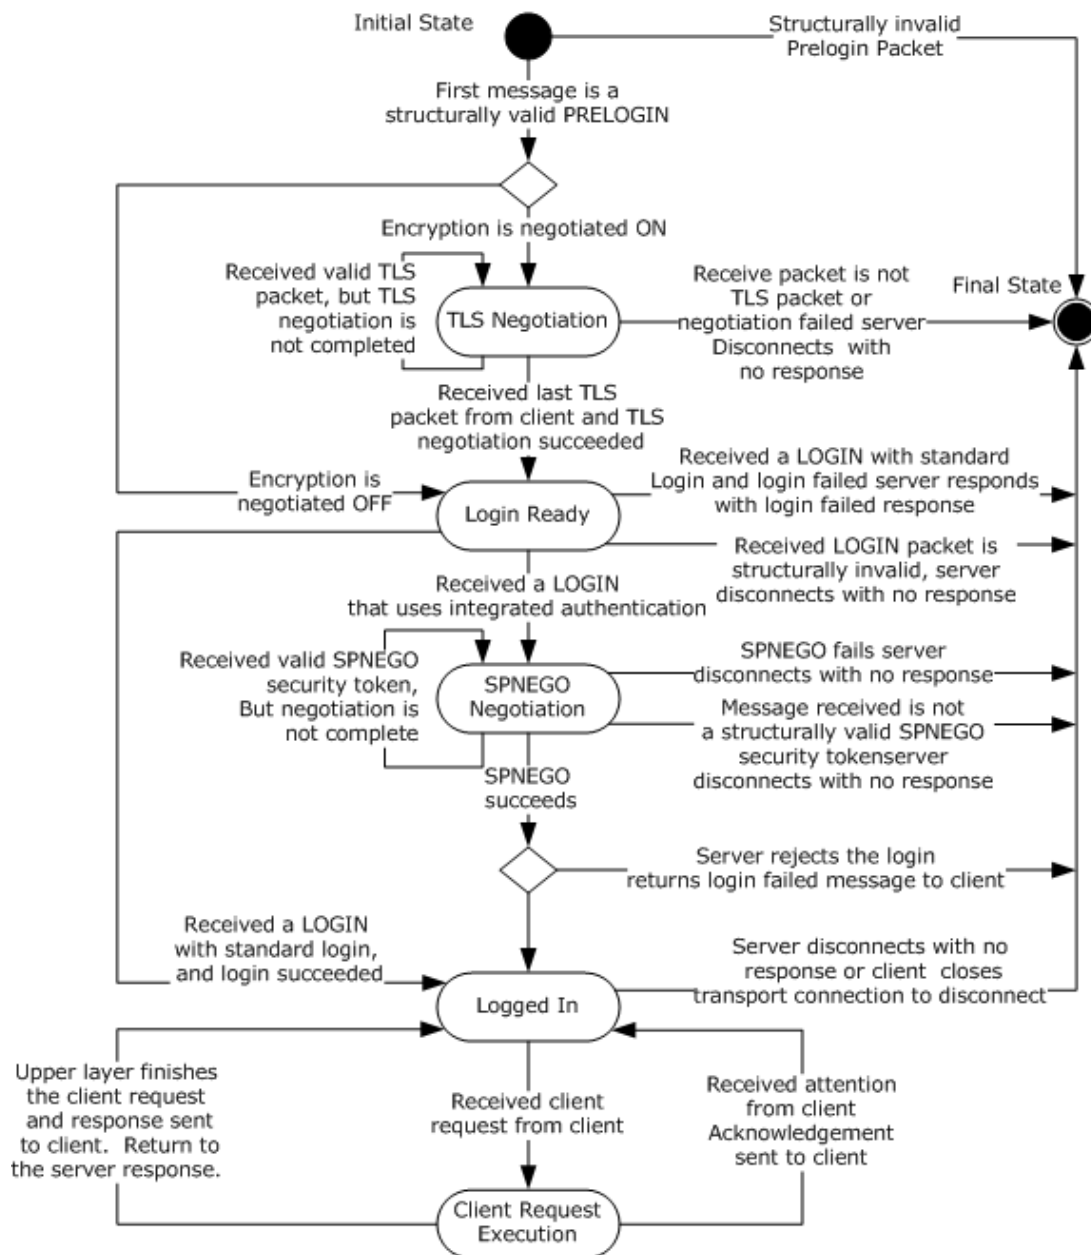 Initial State
Structurally invalid
Prelogin Packet
First message is a
structurally valid PRELOGIN
Encryption is negotiated ON
Received valid TLS
packet, but TLS
negotiation is
not completed
TLS Negotiation
Receive packet is not
TLS packet or
negotiation failed server
Disconnects with
no response
Final State
Received last TLS
packet from client and TLS
negotiation succeeded
Encryption is
negotiated OFF
Login Ready
Received a LOGIN with standard
Login and login failed server responds
with login failed response
Received LOGIN packet is
structurally invalid, server
disconnects with no response
Received a LOGIN
that uses integrated authentication
Received valid SPNEGO
security token,
But negotiation is
not complete
SPNEGO
Negotiation
SPNEGO fails server
disconnects with no response
Message received is not
a structurally valid SPNEGO
security tokenserver
disconnects with no response
SPNEGO
succeeds
Server rejects the login
returns login failed message to client
Received a LOGIN
with standard login,
and login succeeded
Logged In
Server disconnects with no
response or client closes
transport connection to disconnect
Upper layer finishes
the client request
and response sent
to client. Return to
the server response.
Received client
request from client
Received attention
from client
Acknowledgement
sent to client
Client Request
Execution